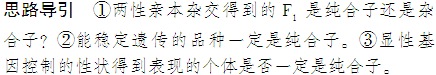 思路导引 ①两性亲本杂交得到的 F₁ 是纯合子还是杂
合子？②能稳定遗传的品种一定是纯合子。③显性基
因控制的性状得到表现的个体是否一定是纯合子。